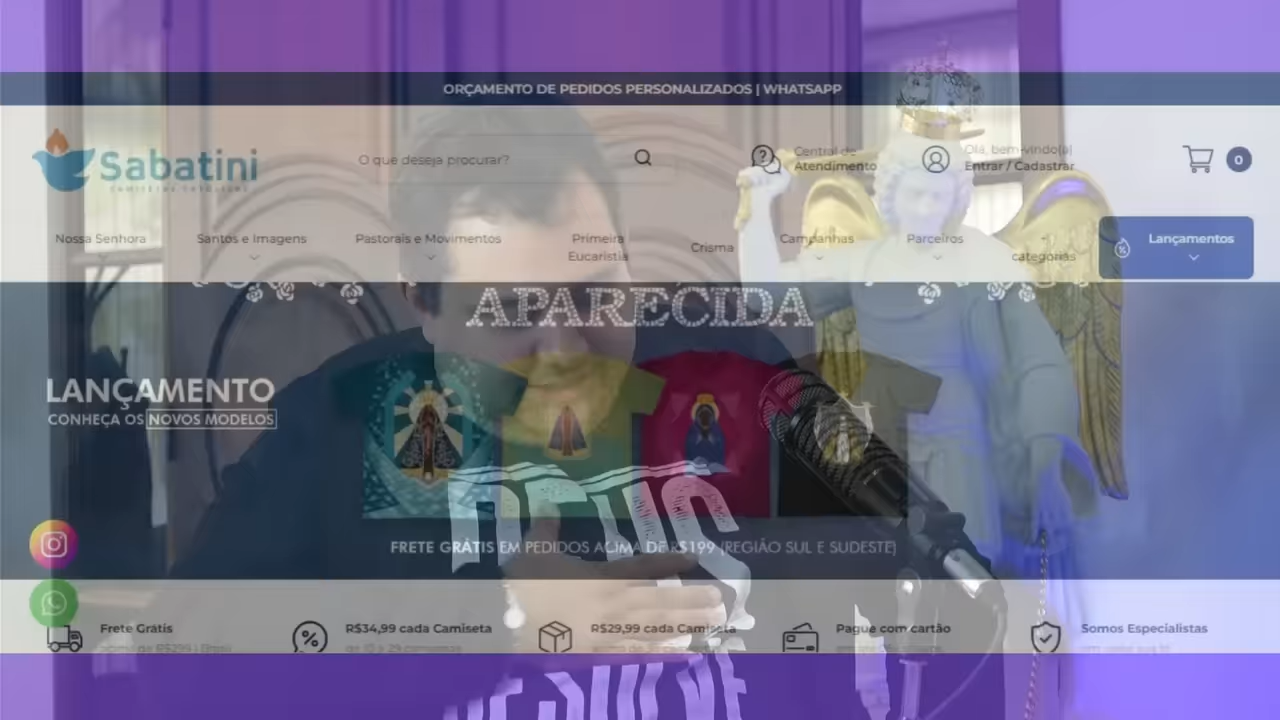 ORÇAMENTO DE PEDIDOS PERSONALIZADOS | WHATSAPP
Sabatini
CAMISETAS CATÓLICAS
O que deseja procurar?
Central de
Atendimento
Olá, bem-vindo(a)
Entrar / Cadastrar
0
Nossa Senhora
Santos e Imagens
Pastorais e Movimentos
Primeira
Eucaristia
Crisma
Campanhas
Parceiros
+
categorias
Lançamentos
APARECIDA
LANÇAMENTO
CONHEÇA OS NOVOS MODELOS
DEUS
FRETE GRÁTIS EM PEDIDOS ACIMA DE R$199 (REGIÃO SUL E SUDESTE)
Frete Grátis
R$34,99 cada Camiseta
R$29,99 cada Camiseta
Pague com cartão
Somos Especialistas